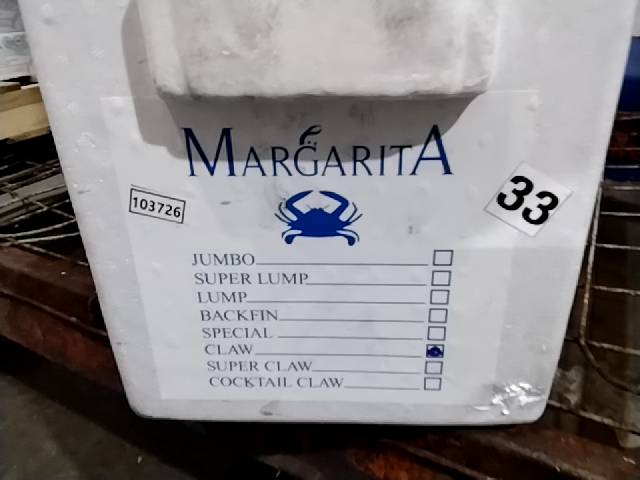 MARGARITA
103726
33
JUMBO
SUPER LUMP
LUMP
BACKFIN
SPECIAL
CLAW
SUPER CLAW
COCKTAIL CLAW